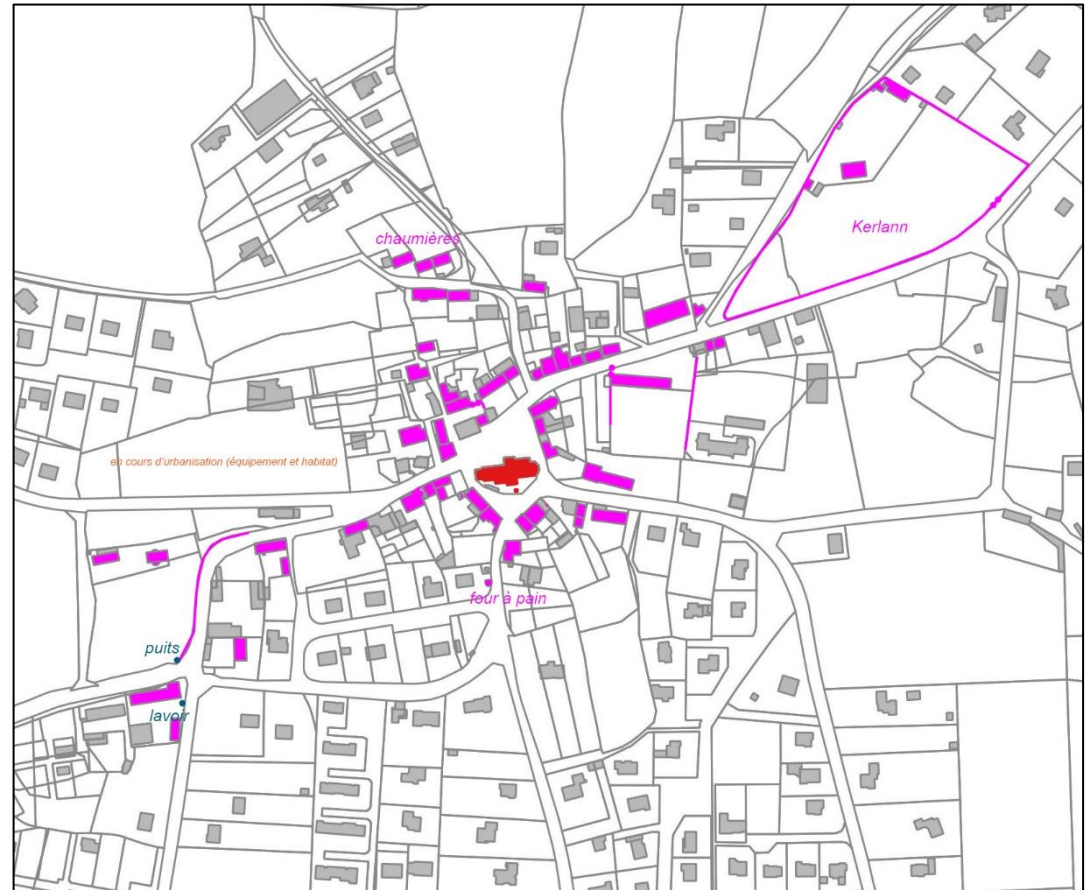 chaumières
Kerlann
en cours d'urbanisation (équipement et habitat)
four à pain
puits
lavoir